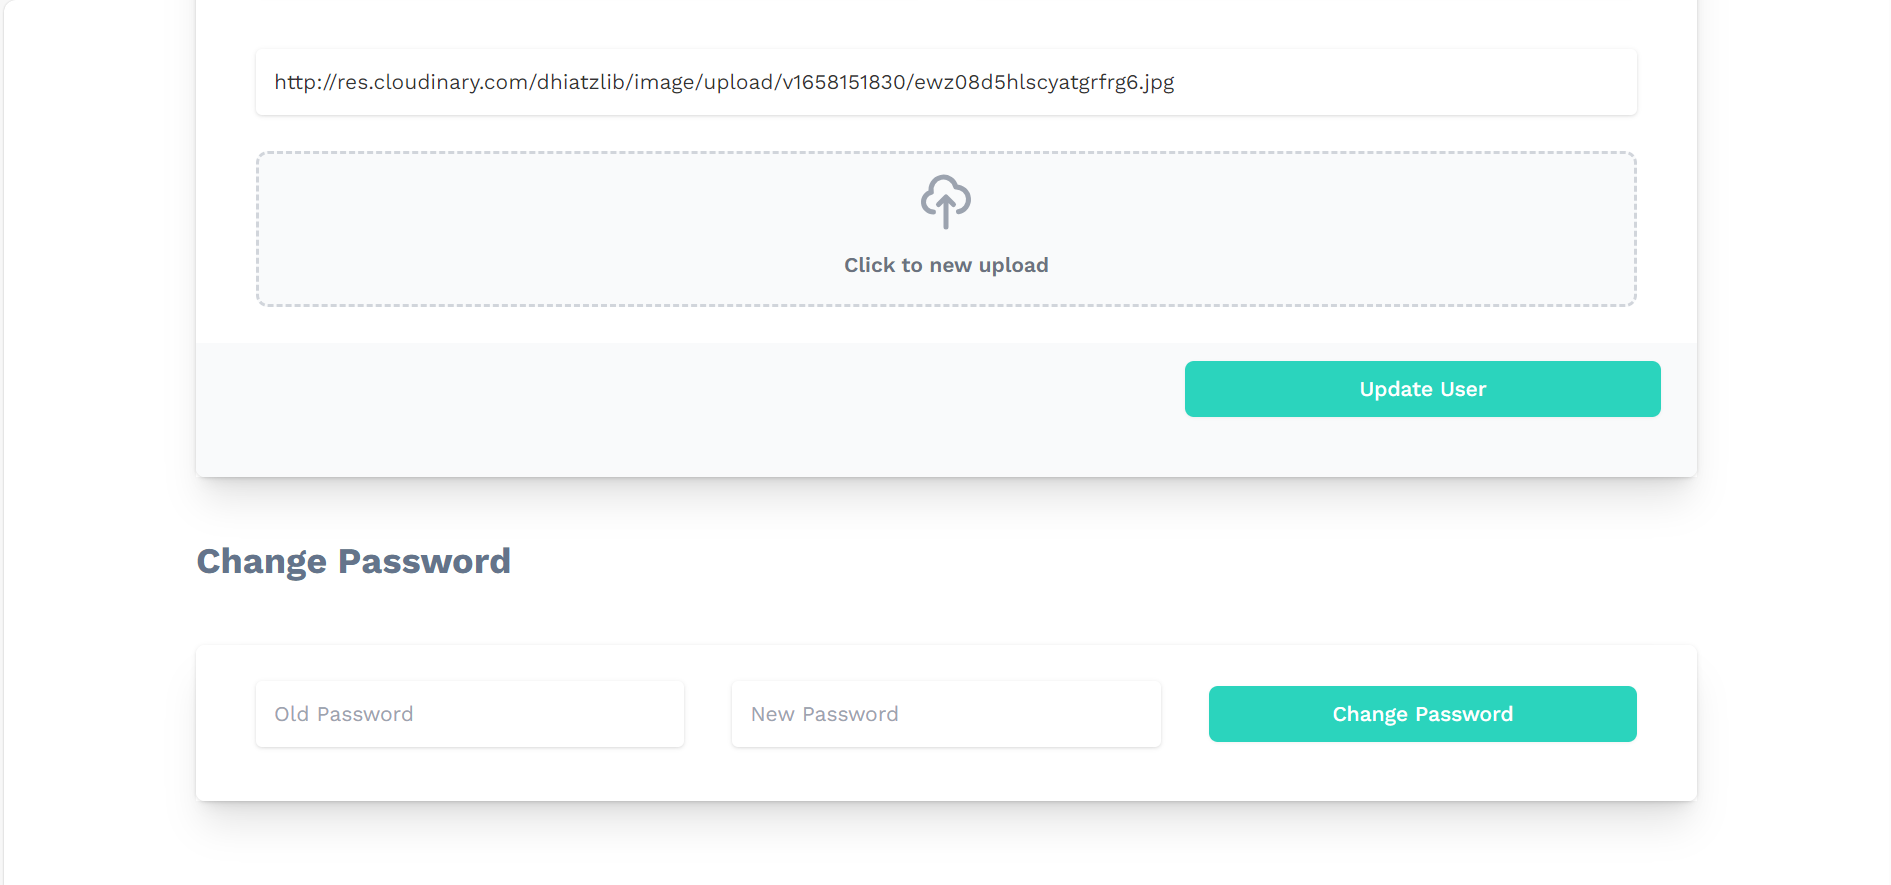 http://res.cloudinary.com/dhiatzlib/image/upload/v1658151830/ewz08d5hlscyatgrfrg6.jpg
Click to new upload
Update User
Change Password
Old Password
New Password
Change Password